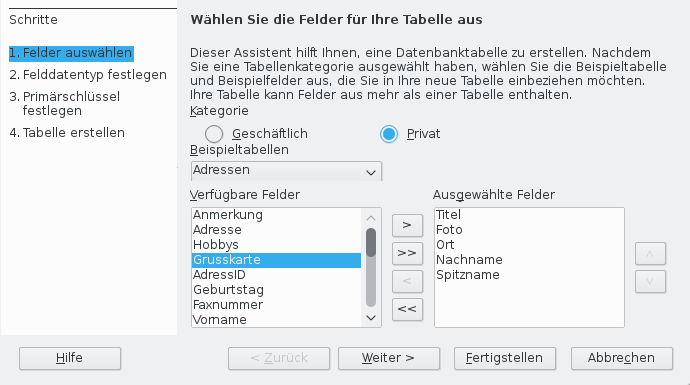 Schritte
1. Felder auswählen
2. Felddatentyp festlegen
3. Primärschlüssel
festlegen
4. Tabelle erstellen
Wählen Sie die Felder für Ihre Tabelle aus
Dieser Assistent hilft Ihnen, eine Datenbanktabelle zu erstellen. Nachdem
Sie eine Tabellenkategorie ausgewählt haben, wählen Sie die Beispieltabelle
und Beispielfelder aus, die Sie in Ihre neue Tabelle einbeziehen möchten.
Ihre Tabelle kann Felder aus mehr als einer Tabelle enthalten.
Kategorie
Geschäftlich
Privat
Beispieltabellen
Adressen
Verfügbare Felder
Anmerkung
Adresse
Hobbys
Grusskarte
AdressID
Geburtstag
Faxnummer
Vorname
>
>>
<
<<
Ausgewählte Felder
Titel
Foto
Ort
Nachname
Spitzname
Hilfe
< Zurück
Weiter >
Fertigstellen
Abbrechen